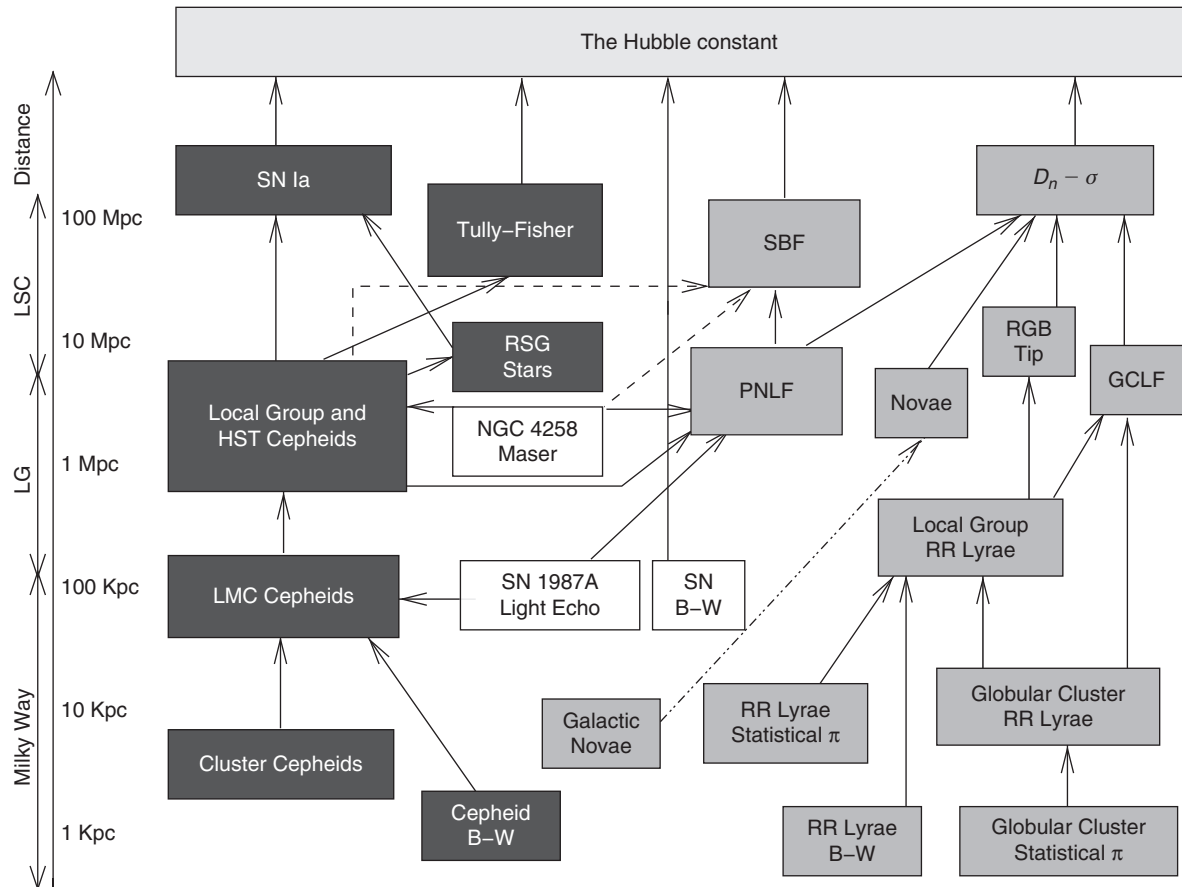 The Hubble constant
Distance
LSC
LG
Milky Way
100 Mpc
10 Mpc
1 Mpc
100 Kpc
10 Kpc
1 Kpc
SN Ia
Tully–Fisher
SBF
Dₙ − σ
RSG
Stars
RGB
Tip
PNLF
GCLF
Novae
Local Group and
HST Cepheids
NGC 4258
Maser
Local Group
RR Lyrae
LMC Cepheids
SN 1987A
Light Echo
SN
B–W
Galactic
Novae
RR Lyrae
Statistical π
Globular Cluster
RR Lyrae
Cluster Cepheids
Cepheid
B–W
RR Lyrae
B–W
Globular Cluster
Statistical π